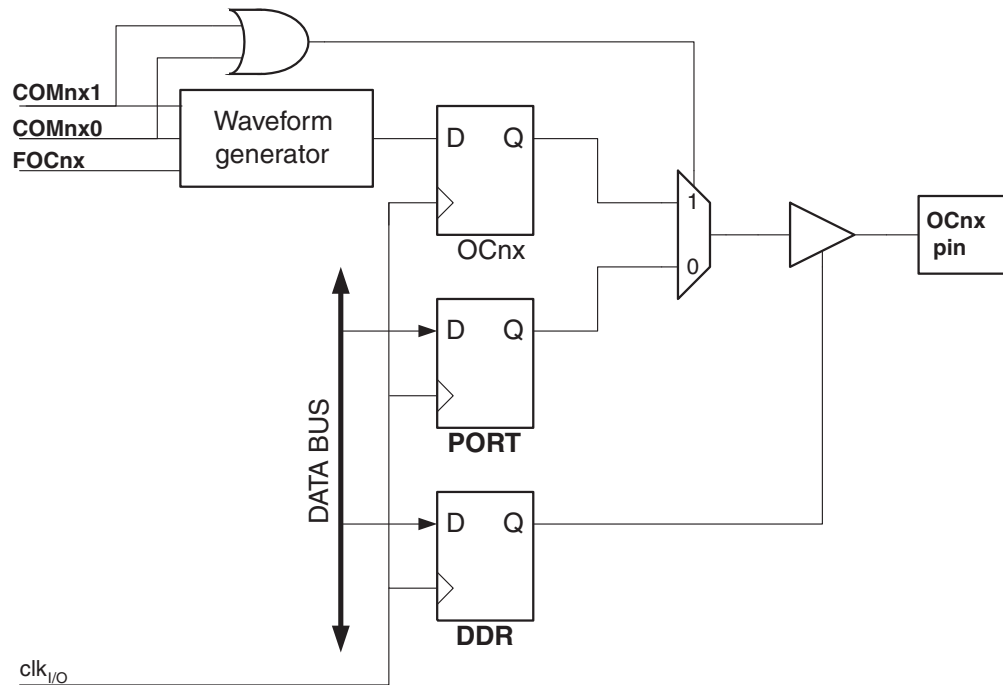 COMnx1
COMnx0
FOCnx
Waveform
generator
D Q
OCnx
1
0
OCnx
pin
D Q
PORT
DATA BUS
D Q
DDR
clkI/O